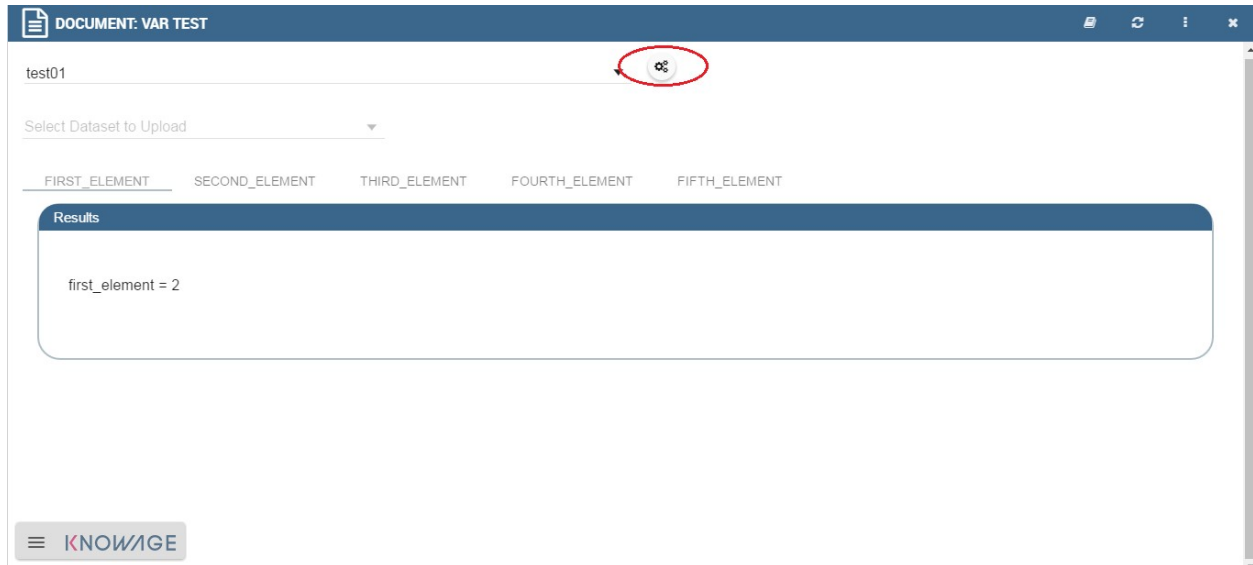 DOCUMENT: VAR TEST
test01
Select Dataset to Upload
FIRST_ELEMENT SECOND_ELEMENT THIRD_ELEMENT FOURTH_ELEMENT FIFTH_ELEMENT
Results
first_element = 2
KNOWAGE